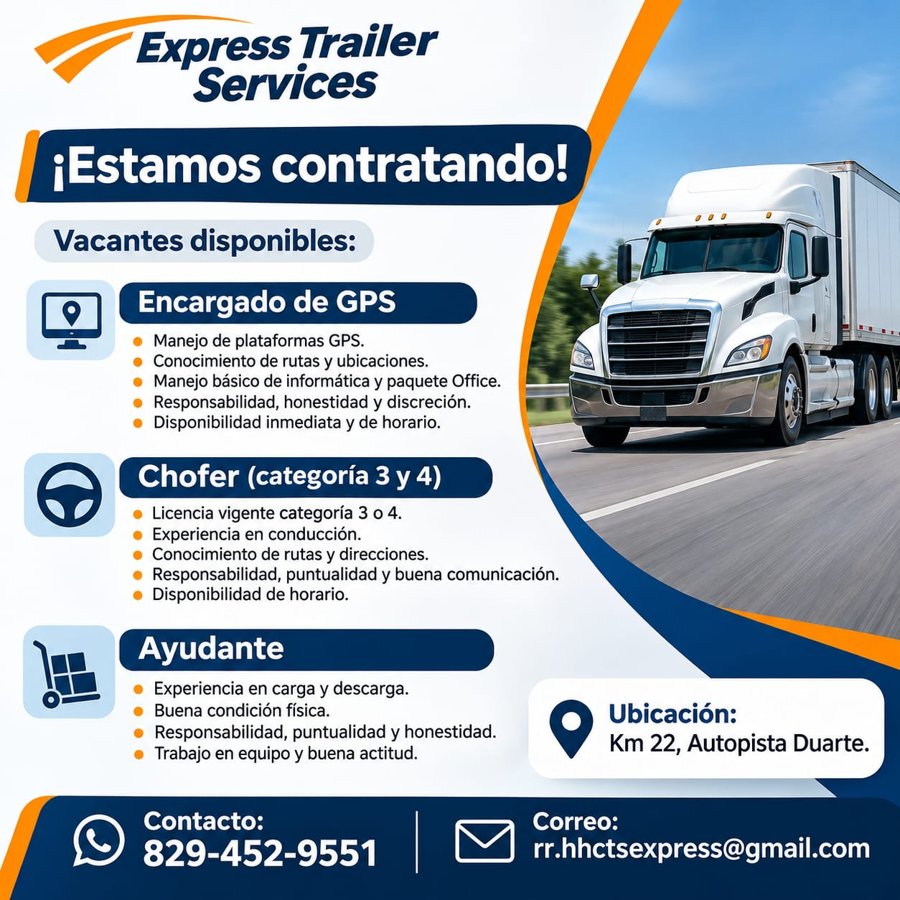 Express Trailer
Services
¡Estamos contratando!
Vacantes disponibles:
Encargado de GPS
Manejo de plataformas GPS.
Conocimiento de rutas y ubicaciones.
Manejo básico de informática y paquete Office.
Responsabilidad, honestidad y discreción.
Disponibilidad inmediata y de horario.
Chofer (categoría 3 y 4)
Licencia vigente categoría 3 o 4.
Experiencia en conducción.
Conocimiento de rutas y direcciones.
Responsabilidad, puntualidad y buena comunicación.
Disponibilidad de horario.
Ayudante
Experiencia en carga y descarga.
Buena condición física.
Responsabilidad, puntualidad y honestidad.
Trabajo en equipo y buena actitud.
Ubicación:
Km 22, Autopista Duarte.
Contacto:
829-452-9551
Correo:
rr.hhctsexpress@gmail.com